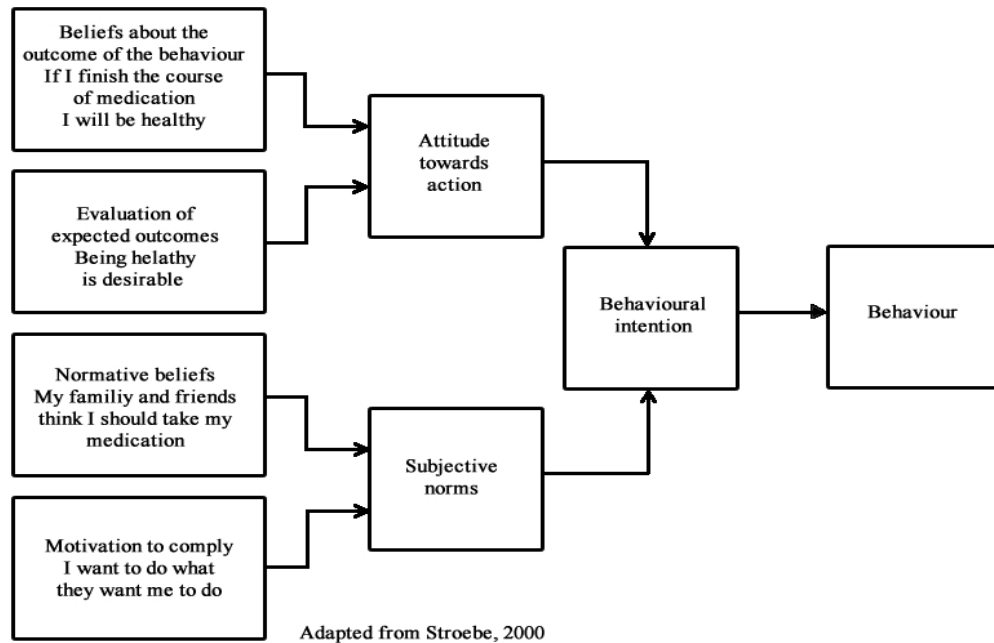 Beliefs about the
outcome of the behaviour
If I finish the course
of medication
I will be healthy
Evaluation of
expected outcomes
Being helathy
is desirable
Normative beliefs
My familiy and friends
think I should take my
medication
Motivation to comply
I want to do what
they want me to do
Attitude
towards
action
Subjective
norms
Behavioural
intention
Behaviour
Adapted from Stroebe, 2000